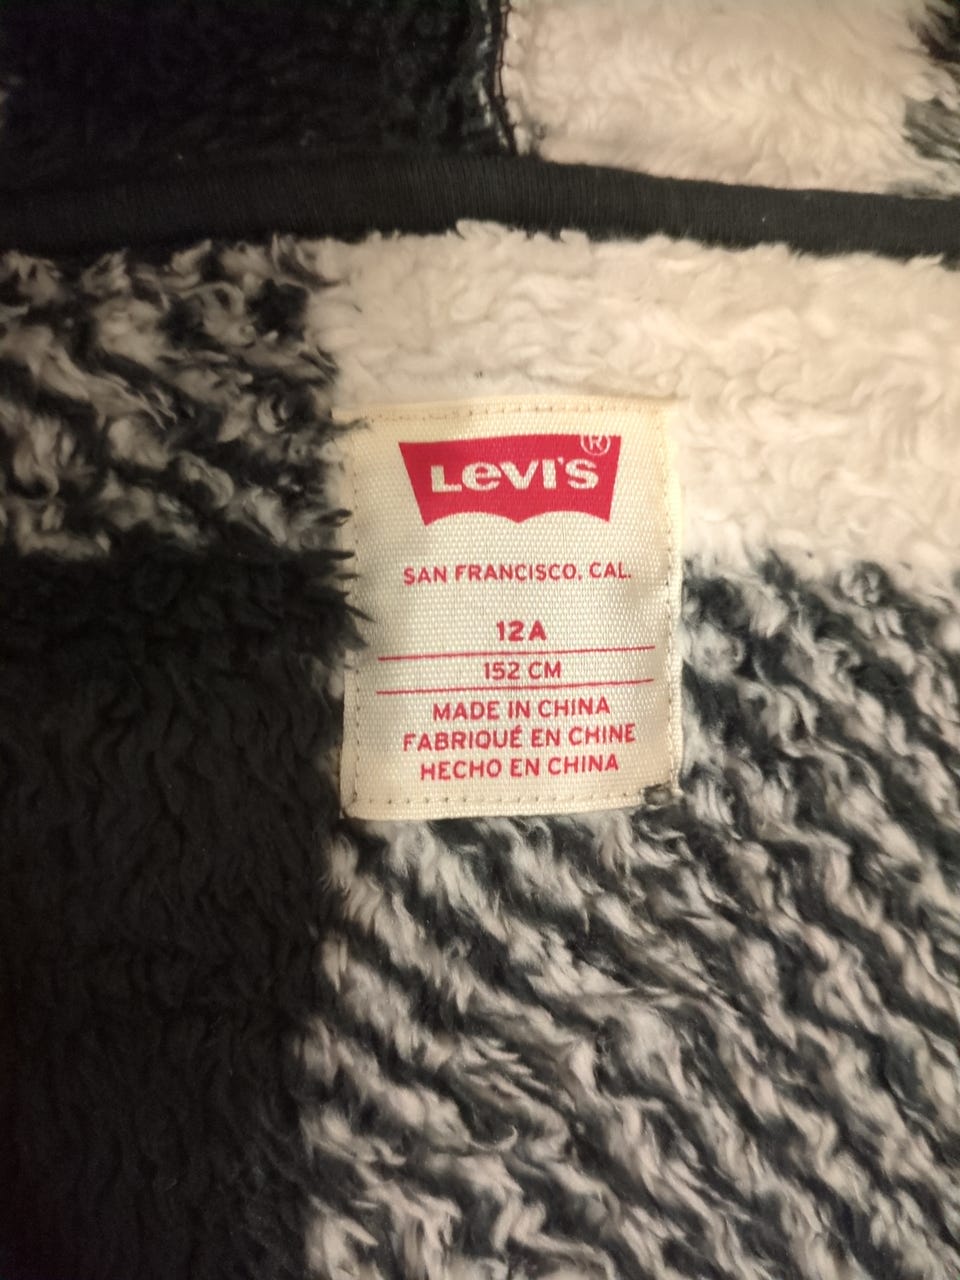 LEVI'S®
SAN FRANCISCO, CAL.
12A
152 CM
MADE IN CHINA
FABRIQUÉ EN CHINE
HECHO EN CHINA